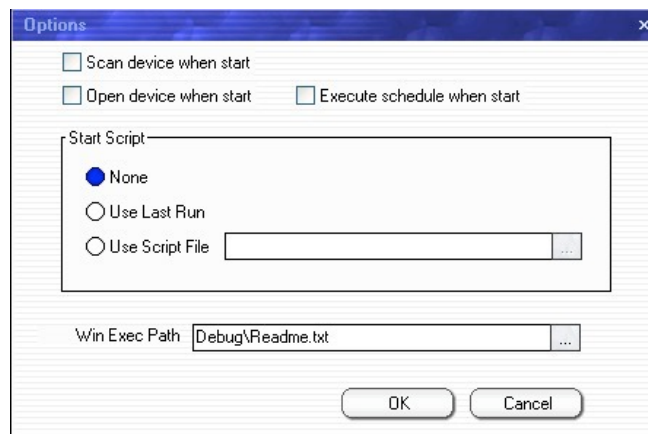 Options
Scan device when start
Open device when start Execute schedule when start
Start Script
None
Use Last Run
Use Script File ...
Win Exec Path Debug\Readme.txt ...
OK Cancel